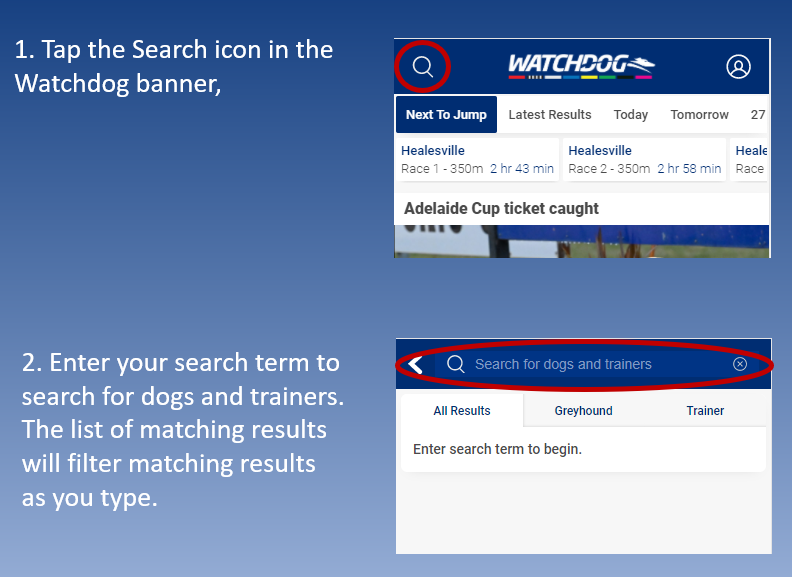 1. Tap the Search icon in the
Watchdog banner,
WATCHDOG
Next To Jump Latest Results Today Tomorrow 27
Healesville Healesville Heale
Race 1 - 350m 2 hr 43 min Race 2 - 350m 2 hr 58 min Race
Adelaide Cup ticket caught
2. Enter your search term to
search for dogs and trainers.
The list of matching results
will filter matching results
as you type.
Search for dogs and trainers
All Results Greyhound Trainer
Enter search term to begin.